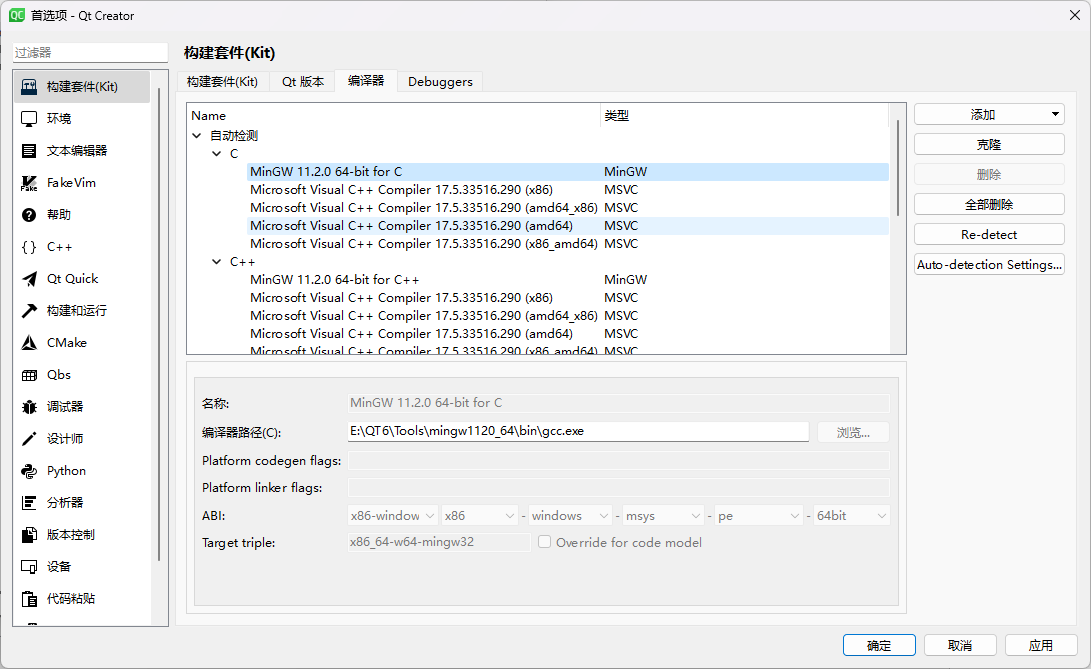 首选项 - Qt Creator
过滤器
构建套件(Kit)
环境
文本编辑器
FakeVim
帮助
C++
Qt Quick
构建和运行
CMake
Qbs
调试器
设计师
Python
分析器
版本控制
设备
代码粘贴
构建套件(Kit)
构建套件(Kit) Qt 版本 编译器 Debuggers
Name 类型
自动检测
C
MinGW 11.2.0 64-bit for C MinGW
Microsoft Visual C++ Compiler 17.5.33516.290 (x86) MSVC
Microsoft Visual C++ Compiler 17.5.33516.290 (amd64_x86) MSVC
Microsoft Visual C++ Compiler 17.5.33516.290 (amd64) MSVC
Microsoft Visual C++ Compiler 17.5.33516.290 (x86_amd64) MSVC
C++
MinGW 11.2.0 64-bit for C++ MinGW
Microsoft Visual C++ Compiler 17.5.33516.290 (x86) MSVC
Microsoft Visual C++ Compiler 17.5.33516.290 (amd64_x86) MSVC
Microsoft Visual C++ Compiler 17.5.33516.290 (amd64) MSVC
Microsoft Visual C++ Compiler 17.5.33516.290 (x86_amd64) MSVC
添加
克隆
删除
全部删除
Re-detect
Auto-detection Settings...
名称: MinGW 11.2.0 64-bit for C
编译器路径(C): E:\QT6\Tools\mingw1120_64\bin\gcc.exe 浏览...
Platform codegen flags:
Platform linker flags:
ABI: x86-window x86 - windows - msys - pe - 64bit
Target triple: x86_64-w64-mingw32 Override for code model
确定 取消 应用